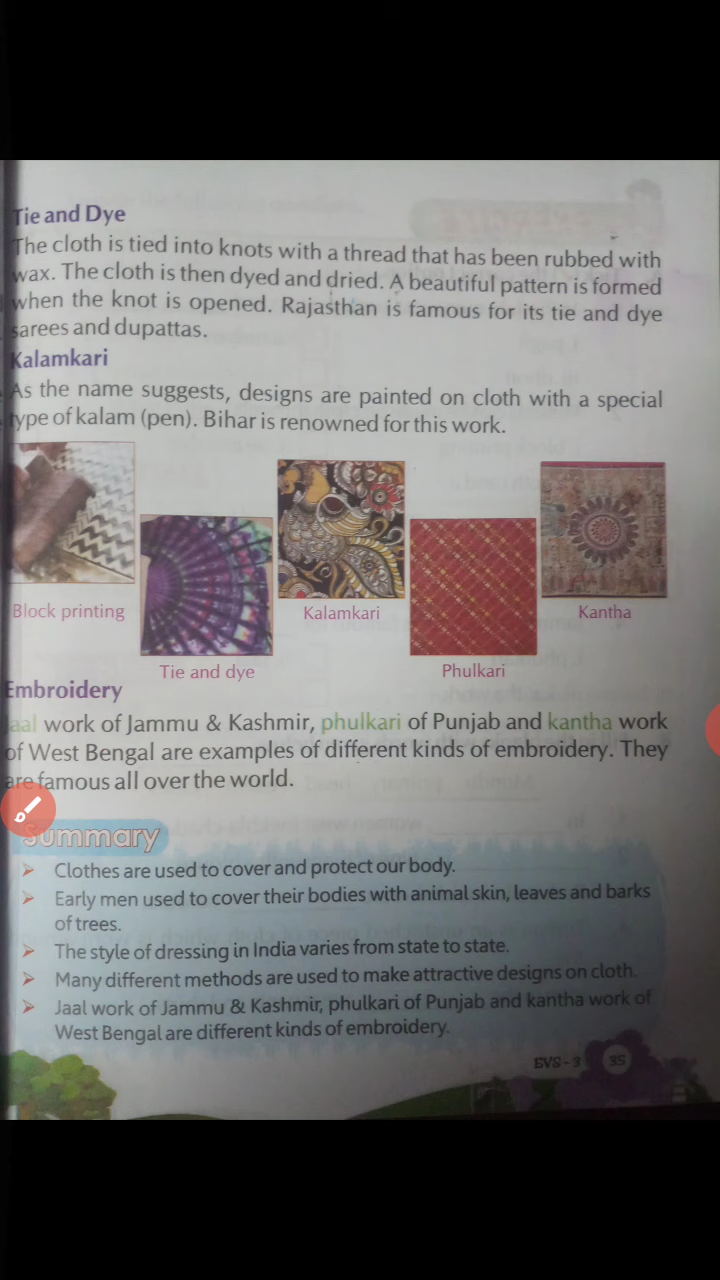 Tie and Dye
The cloth is tied into knots with a thread that has been rubbed with
wax. The cloth is then dyed and dried. A beautiful pattern is formed
when the knot is opened. Rajasthan is famous for its tie and dye
sarees and dupattas.
Kalamkari
As the name suggests, designs are painted on cloth with a special
type of kalam (pen). Bihar is renowned for this work.
Block printing
Tie and dye
Kalamkari
Phulkari
Kantha
Embroidery
Jaal work of Jammu & Kashmir, phulkari of Punjab and kantha work
of West Bengal are examples of different kinds of embroidery. They
are famous all over the world.
Summary
Clothes are used to cover and protect our body.
Early men used to cover their bodies with animal skin, leaves and barks
of trees.
The style of dressing in India varies from state to state.
Many different methods are used to make attractive designs on cloth.
Jaal work of Jammu & Kashmir, phulkari of Punjab and kantha work of
West Bengal are different kinds of embroidery.
EVS - 3 35